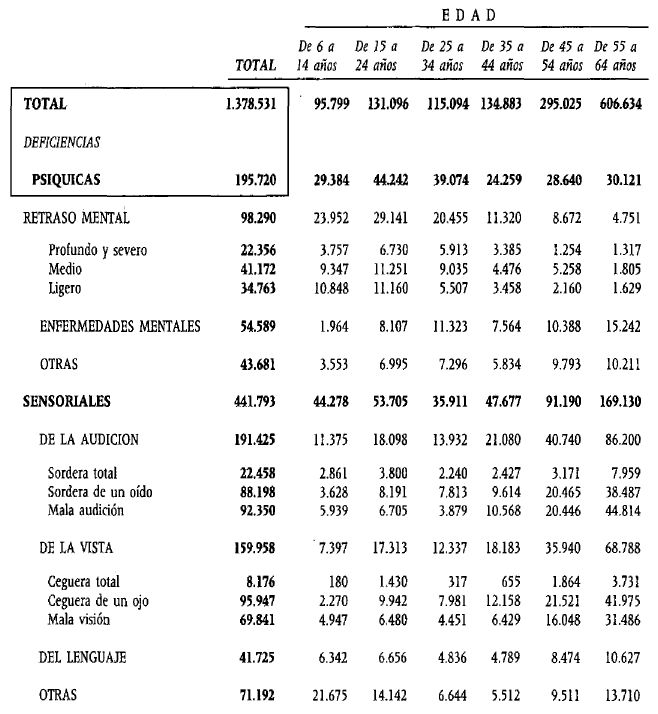 EDAD
De 6 a De 15 a De 25 a De 35 a De 45 a De 55 a
TOTAL 14 años 24 años 34 años 44 años 54 años 64 años
TOTAL 1.378.531 95.799 131.096 115.094 134.883 295.025 606.634
DEFICIENCIAS
PSIQUICAS 195.720 29.384 44.242 39.074 24.259 28.640 30.121
RETRASO MENTAL 98.290 23.952 29.141 20.455 11.320 8.672 4.751
Profundo y severo 22.356 3.757 6.730 5.913 3.385 1.254 1.317
Medio 41.172 9.347 11.251 9.035 4.476 5.258 1.805
Ligero 34.763 10.848 11.160 5.507 3.458 2.160 1.629
ENFERMEDADES MENTALES 54.589 1.964 8.107 11.323 7.564 10.388 15.242
OTRAS 43.681 3.553 6.995 7.296 5.834 9.793 10.211
SENSORIALES 441.793 44.278 53.705 35.911 47.677 91.190 169.130
DE LA AUDICION 191.425 11.375 18.098 13.932 21.080 40.740 86.200
Sordera total 22.458 2.861 3.800 2.240 2.427 3.171 7.959
Sordera de un oído 88.198 3.628 8.191 7.813 9.614 20.465 38.487
Mala audición 92.350 5.939 6.705 3.879 10.568 20.446 44.814
DE LA VISTA 159.958 7.397 17.313 12.337 18.183 35.940 68.788
Ceguera total 8.176 180 1.430 317 655 1.864 3.731
Ceguera de un ojo 95.947 2.270 9.942 7.981 12.158 21.521 41.975
Mala visión 69.841 4.947 6.480 4.451 6.429 16.048 31.486
DEL LENGUAJE 41.725 6.342 6.656 4.836 4.789 8.474 10.627
OTRAS 71.192 21.675 14.142 6.644 5.512 9.511 13.710